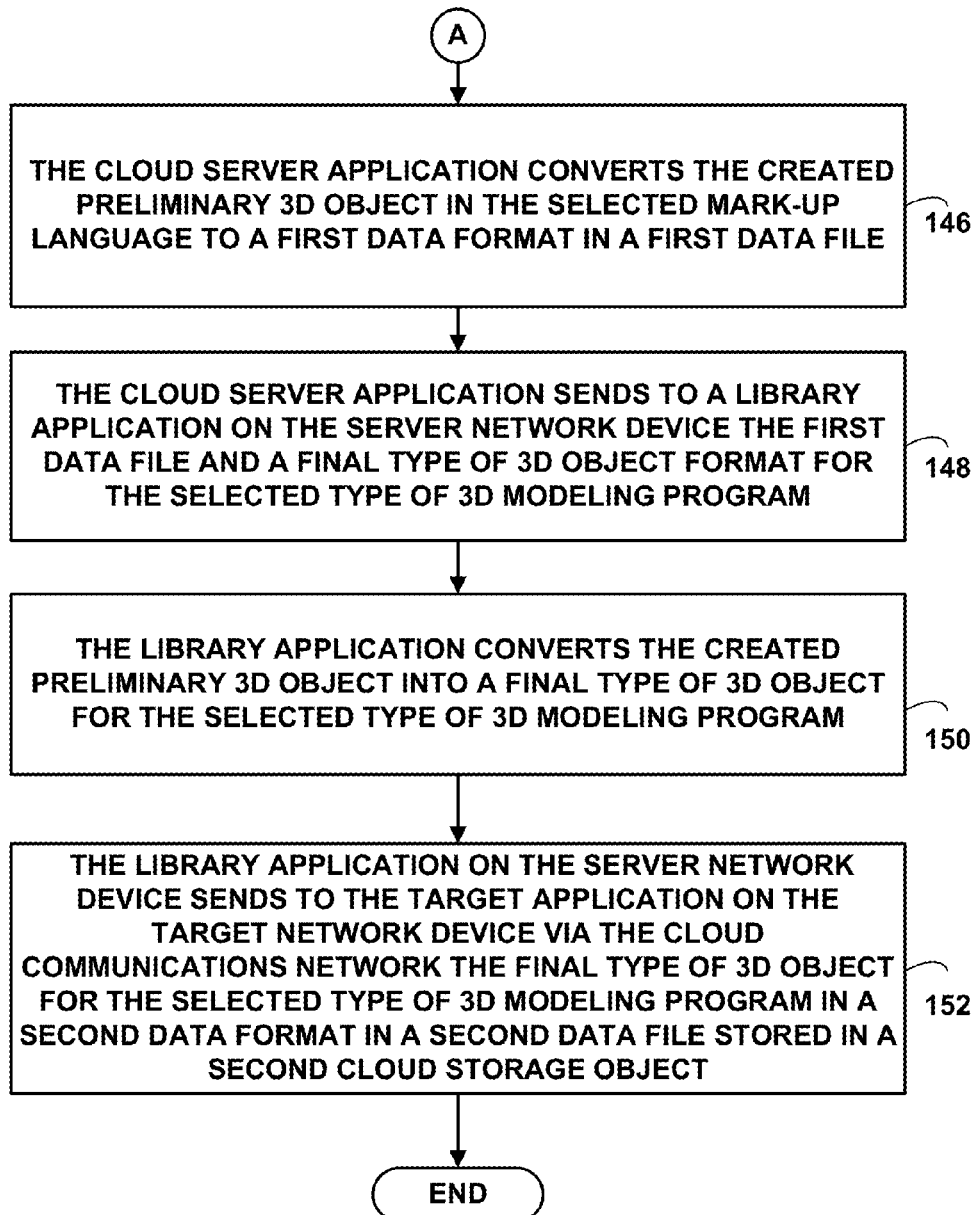 A
THE CLOUD SERVER APPLICATION CONVERTS THE CREATED
PRELIMINARY 3D OBJECT IN THE SELECTED MARK-UP
LANGUAGE TO A FIRST DATA FORMAT IN A FIRST DATA FILE
146
THE CLOUD SERVER APPLICATION SENDS TO A LIBRARY
APPLICATION ON THE SERVER NETWORK DEVICE THE FIRST
DATA FILE AND A FINAL TYPE OF 3D OBJECT FORMAT FOR
THE SELECTED TYPE OF 3D MODELING PROGRAM
148
THE LIBRARY APPLICATION CONVERTS THE CREATED
PRELIMINARY 3D OBJECT INTO A FINAL TYPE OF 3D OBJECT
FOR THE SELECTED TYPE OF 3D MODELING PROGRAM
150
THE LIBRARY APPLICATION ON THE SERVER NETWORK
DEVICE SENDS TO THE TARGET APPLICATION ON THE
TARGET NETWORK DEVICE VIA THE CLOUD
COMMUNICATIONS NETWORK THE FINAL TYPE OF 3D OBJECT
FOR THE SELECTED TYPE OF 3D MODELING PROGRAM IN A
SECOND DATA FORMAT IN A SECOND DATA FILE STORED IN A
SECOND CLOUD STORAGE OBJECT
152
END